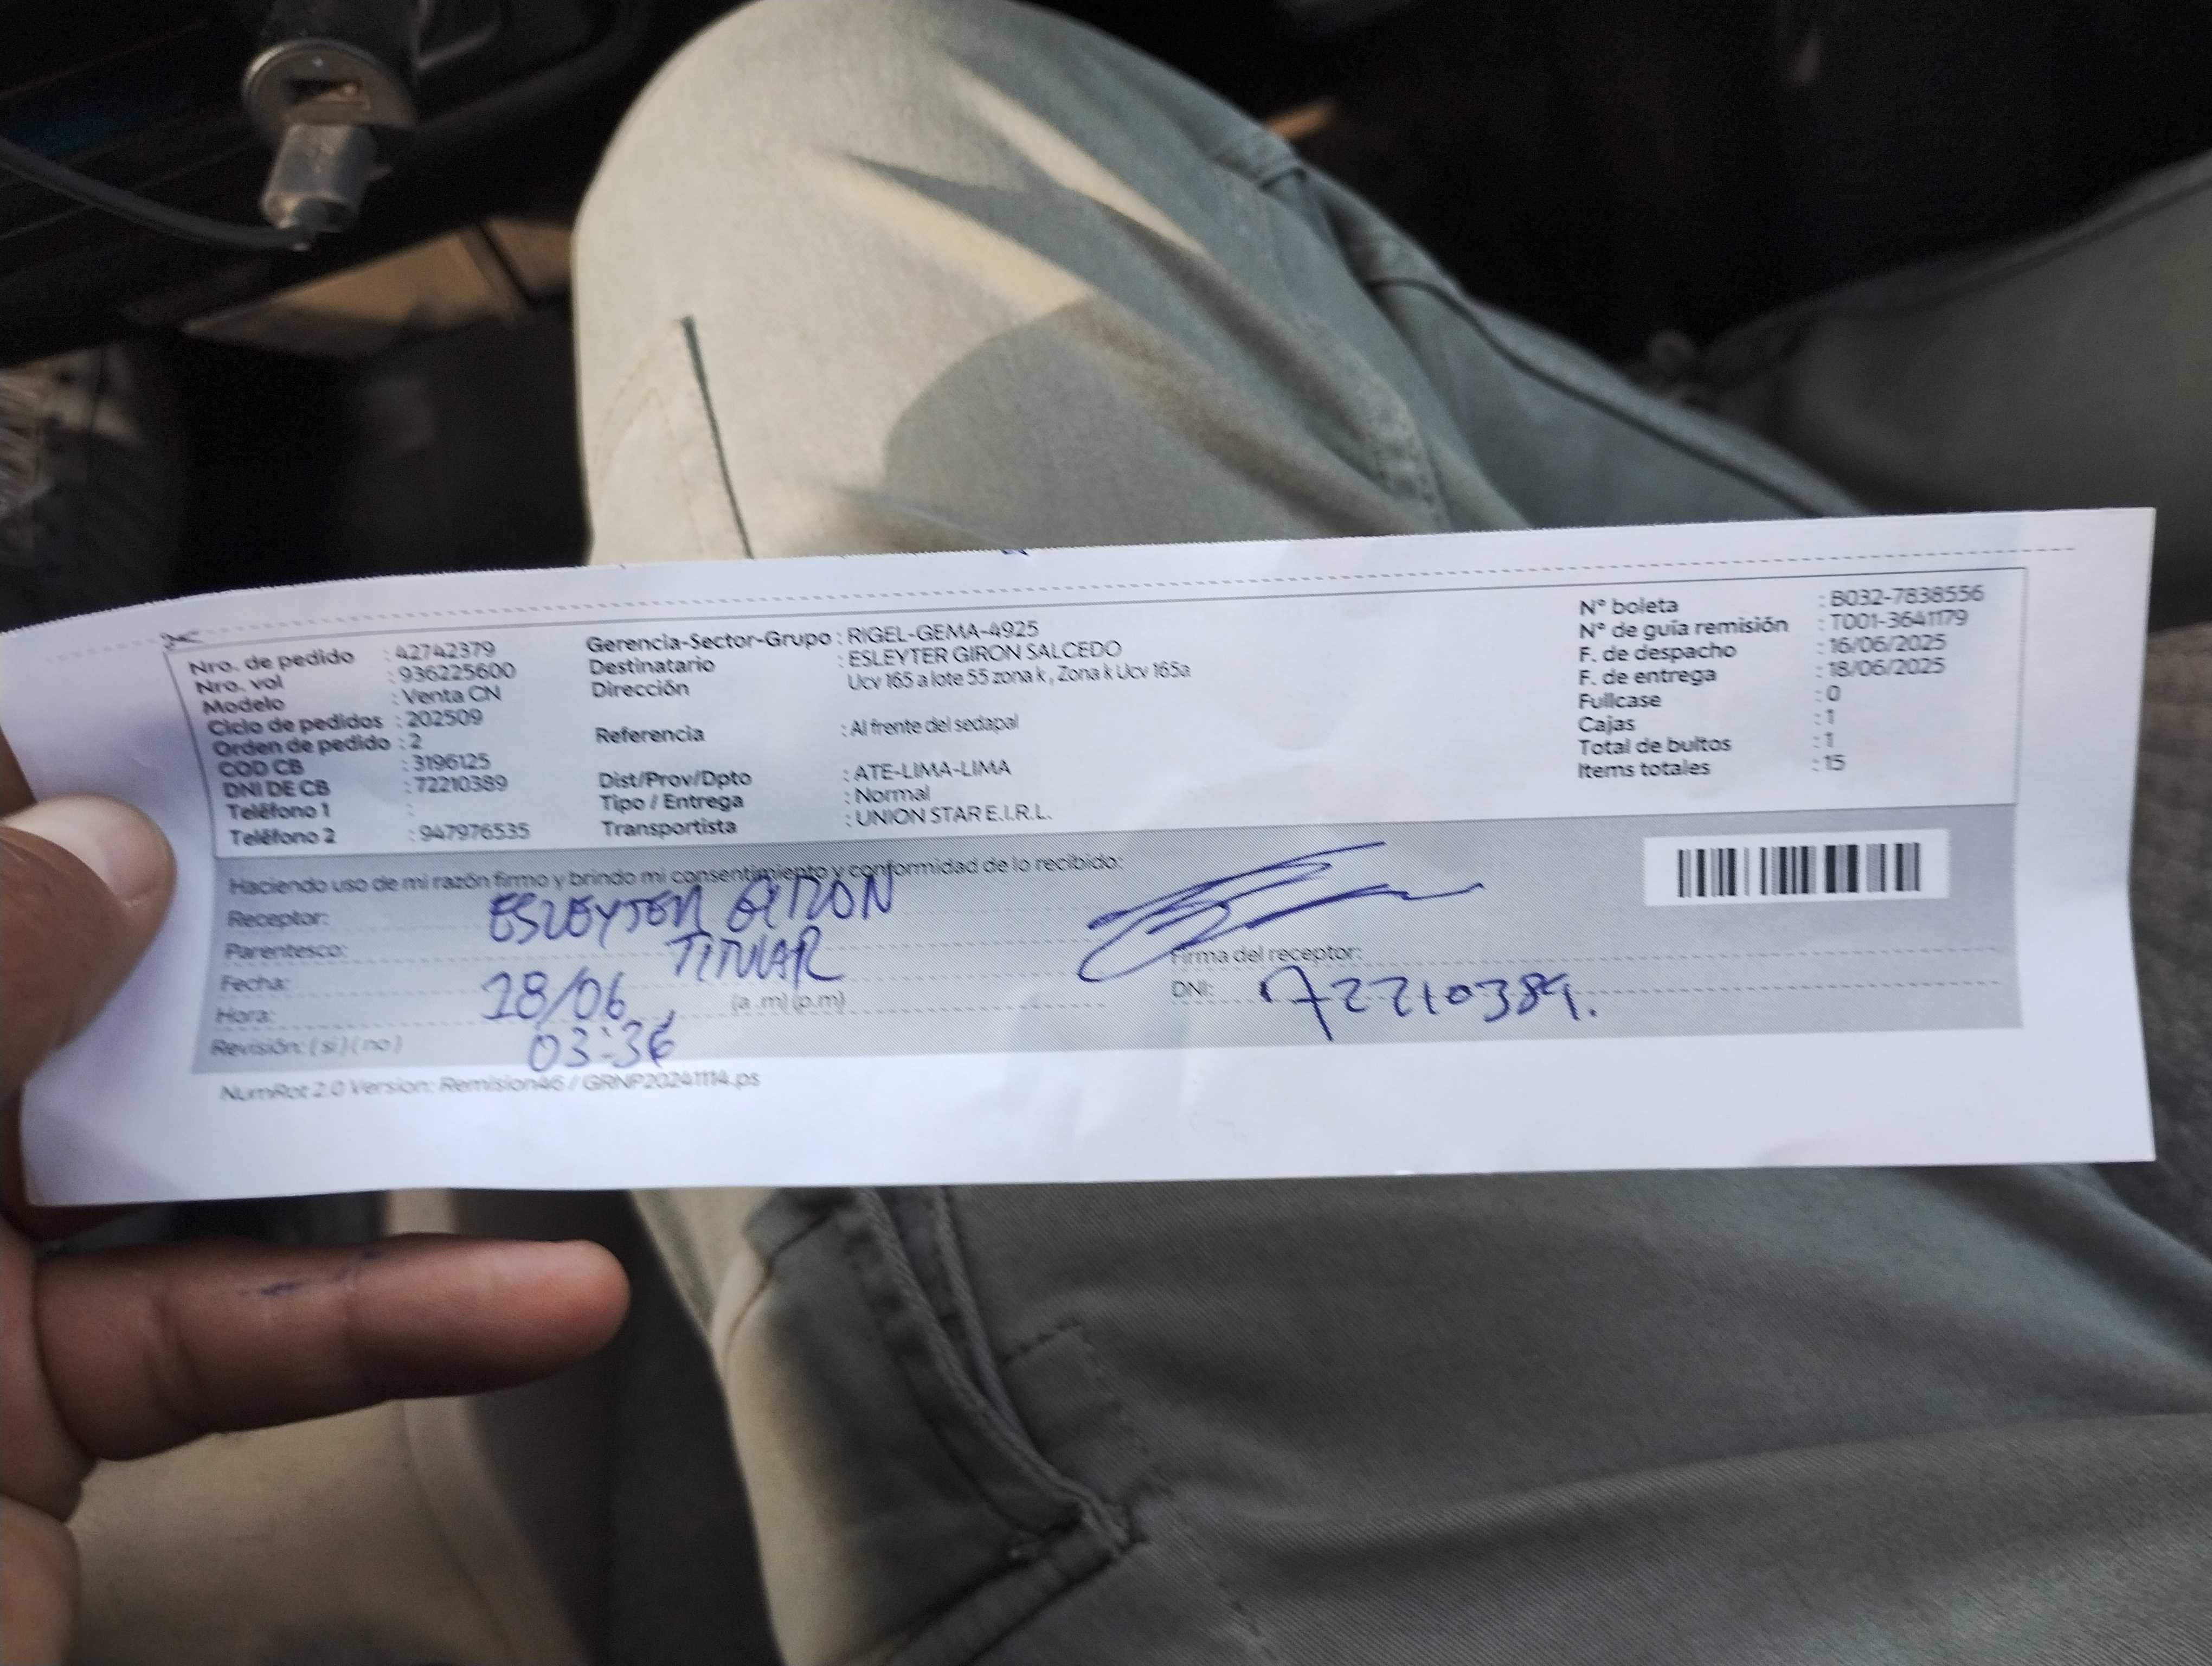 Nro. de pedido : 42742379
Nro. vol : 936225600
Modelo : Venta CN
Ciclo de pedidos : 202509
Orden de pedido : 2
COD CB : 3196125
DNI DE CB : 72210389
Teléfono 1 :
Teléfono 2 : 947976535
Gerencia-Sector-Grupo : RIGEL-GEMA-4925
Destinatario : ESLEYTER GIRON SALCEDO
Dirección Ucv 165 a lote 55 zona k , Zona k Ucv 165a
Referencia : Al frente del sedapal
Dist/Prov/Dpto : ATE-LIMA-LIMA
Tipo / Entrega : Normal
Transportista : UNION STAR E.I.R.L.
N° boleta : B032-7838556
N° de guía remisión : T001-3641179
F. de despacho : 16/06/2025
F. de entrega : 18/06/2025
Fullcase : 0
Cajas : 1
Total de bultos : 1
Items totales : 15
Haciendo uso de mi razón firmo y brindo mi consentimiento y conformidad de lo recibido:
Receptor: ESLEYTER GIRON
Parentesco: TITULAR
Fecha: 18/06
Hora: (a .m) (p.m)
03:36
Revisión: ( si ) ( no )
Firma del receptor:
DNI: 72210389.
NumRot 2.0 Version: Remision46 / GRNP20241114.ps